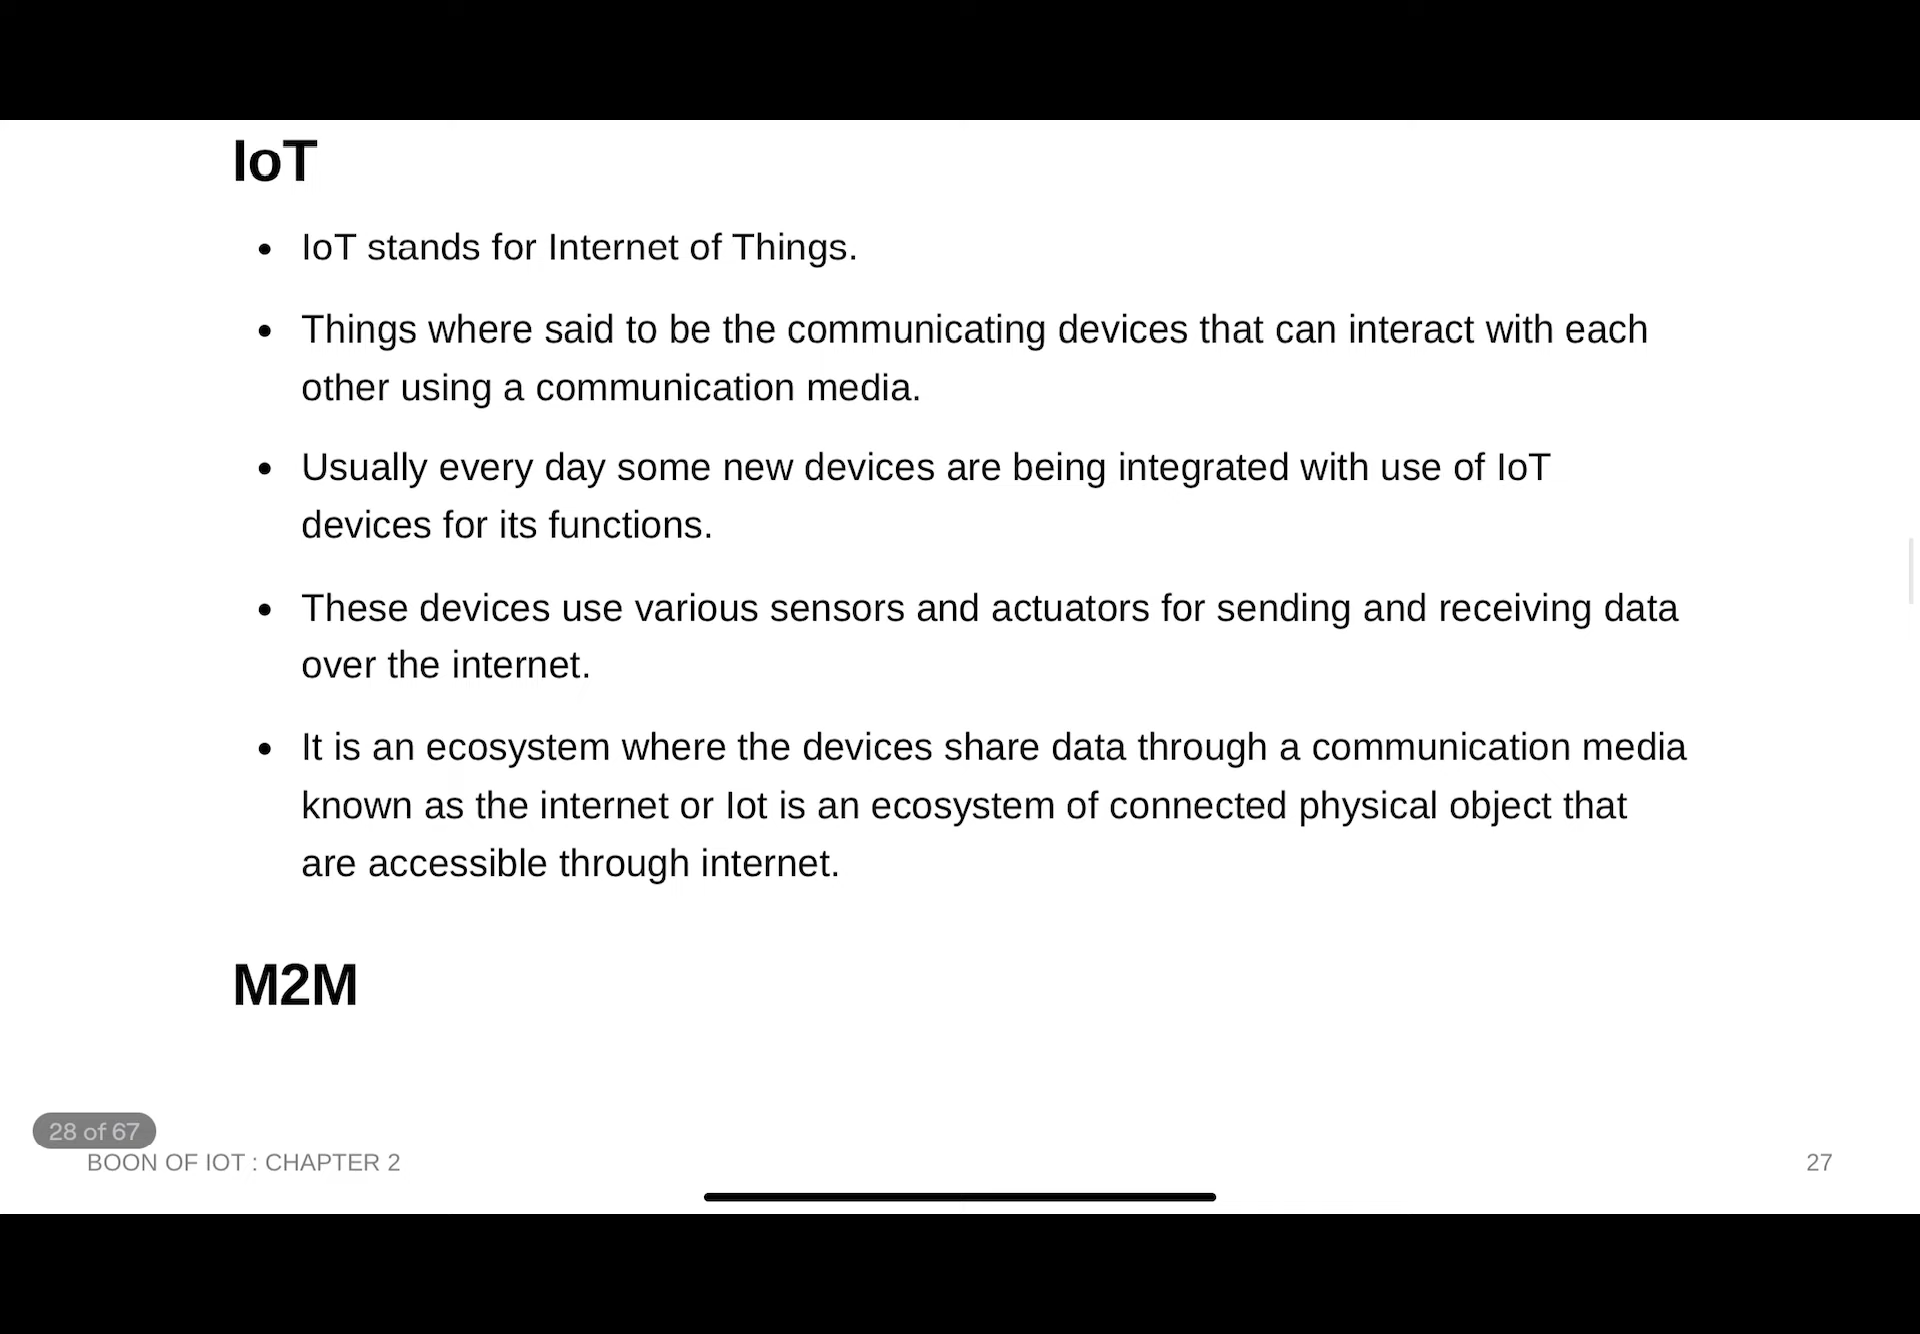 IoT
• IoT stands for Internet of Things.
• Things where said to be the communicating devices that can interact with each
other using a communication media.
• Usually every day some new devices are being integrated with use of IoT
devices for its functions.
• These devices use various sensors and actuators for sending and receiving data
over the internet.
• It is an ecosystem where the devices share data through a communication media
known as the internet or Iot is an ecosystem of connected physical object that
are accessible through internet.
M2M
28 of 67
BOON OF IOT : CHAPTER 2
27